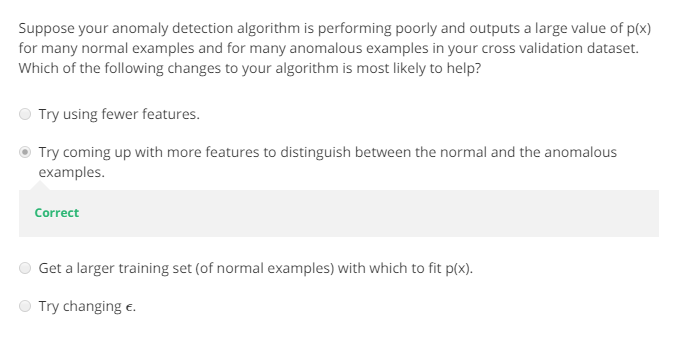 Suppose your anomaly detection algorithm is performing poorly and outputs a large value of p(x)
for many normal examples and for many anomalous examples in your cross validation dataset.
Which of the following changes to your algorithm is most likely to help?
Try using fewer features.
Try coming up with more features to distinguish between the normal and the anomalous
examples.
Correct
Get a larger training set (of normal examples) with which to fit p(x).
Try changing ϵ.